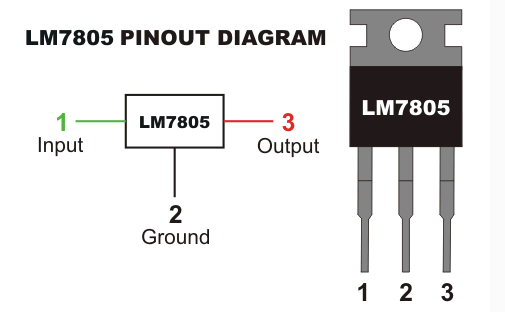 LM7805 PINOUT DIAGRAM
1
Input
LM7805
3
Output
2
Ground
LM7805
1 2 3